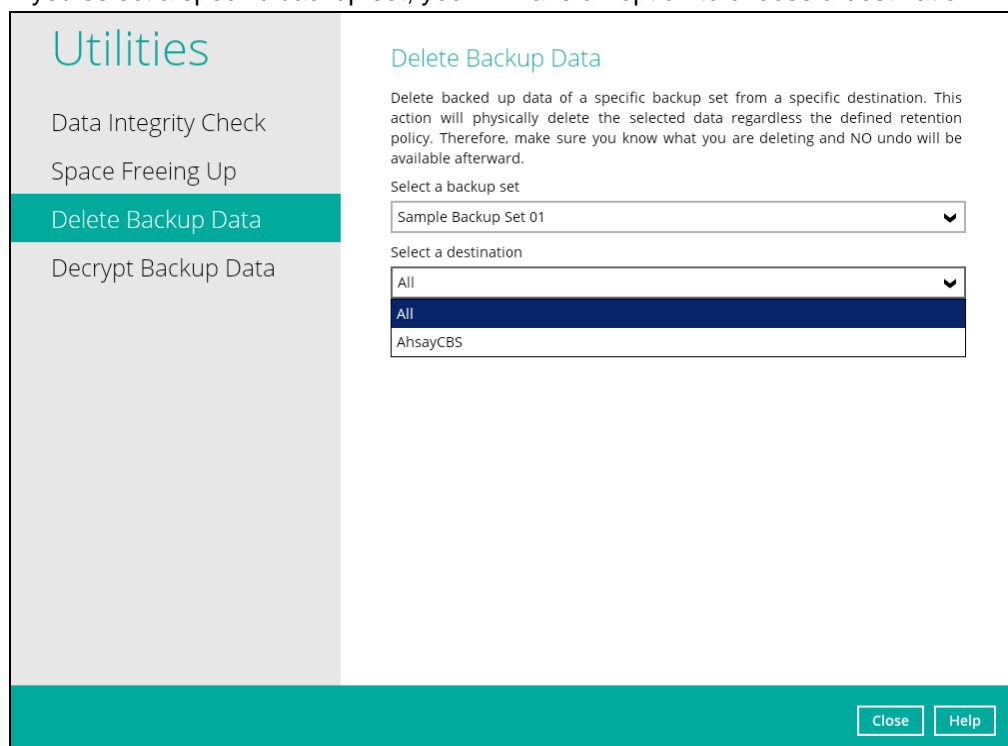 Utilities
Data Integrity Check
Space Freeing Up
Delete Backup Data
Decrypt Backup Data
Delete Backup Data
Delete backed up data of a specific backup set from a specific destination. This
action will physically delete the selected data regardless the defined retention
policy. Therefore, make sure you know what you are deleting and NO undo will be
available afterward.
Select a backup set
Sample Backup Set 01
Select a destination
All
All
AhsayCBS
Close
Help